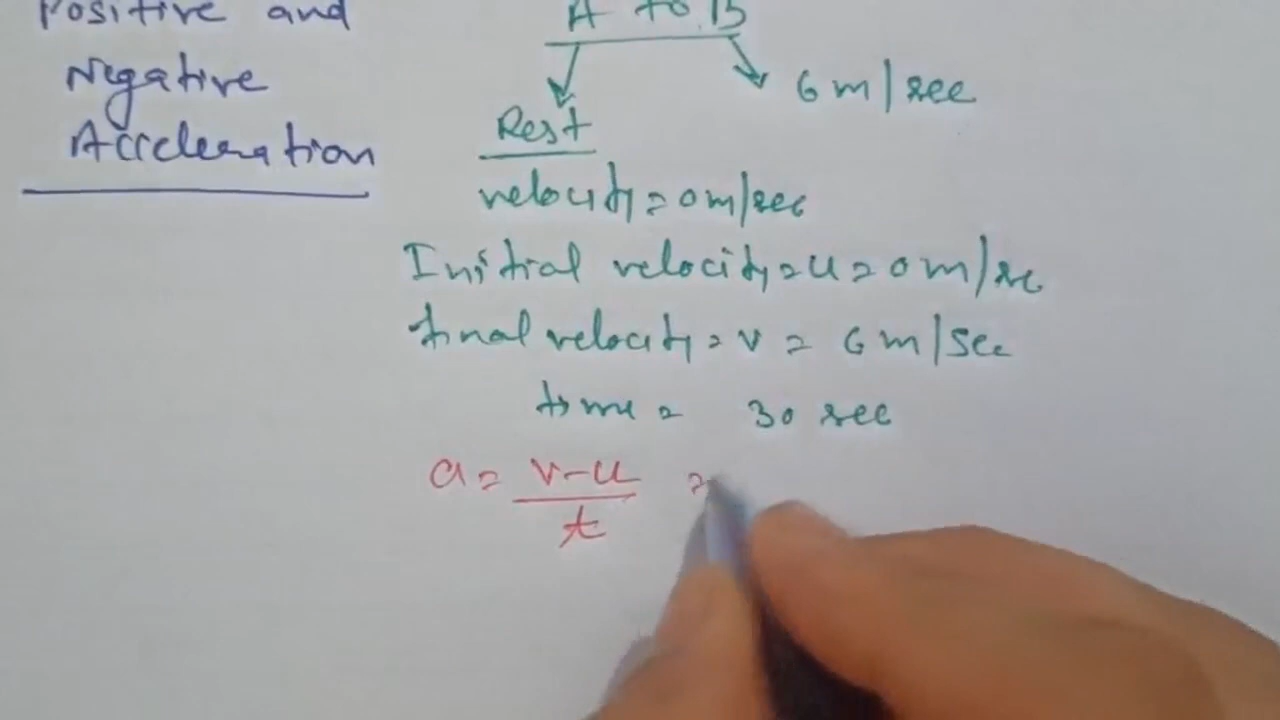 Positive and
Negative
Acceleration
A to B
6 m/sec
Rest
velocity = 0 m/sec
Initial velocity = u = 0 m/sec
final velocity = v = 6 m/sec
time = 30 sec
a = v-u / t =